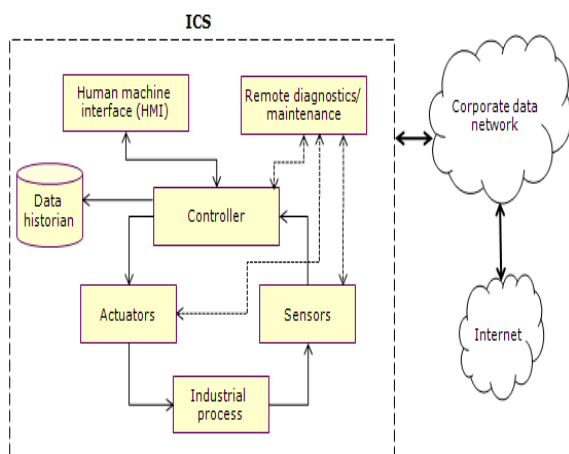 ICS
Human machine
interface (HMI)
Remote diagnostics/
maintenance
Corporate data
network
Data
historian
Controller
Actuators
Sensors
Internet
Industrial
process